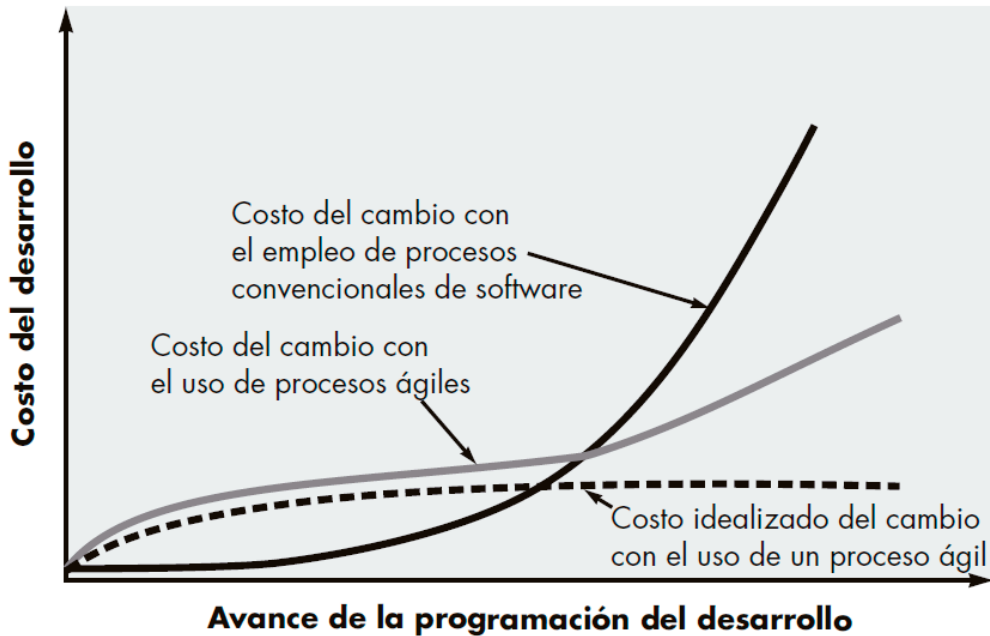 Costo del desarrollo
Costo del cambio con
el empleo de procesos
convencionales de software
Costo del cambio con
el uso de procesos ágiles
Costo idealizado del cambio
con el uso de un proceso ágil
Avance de la programación del desarrollo